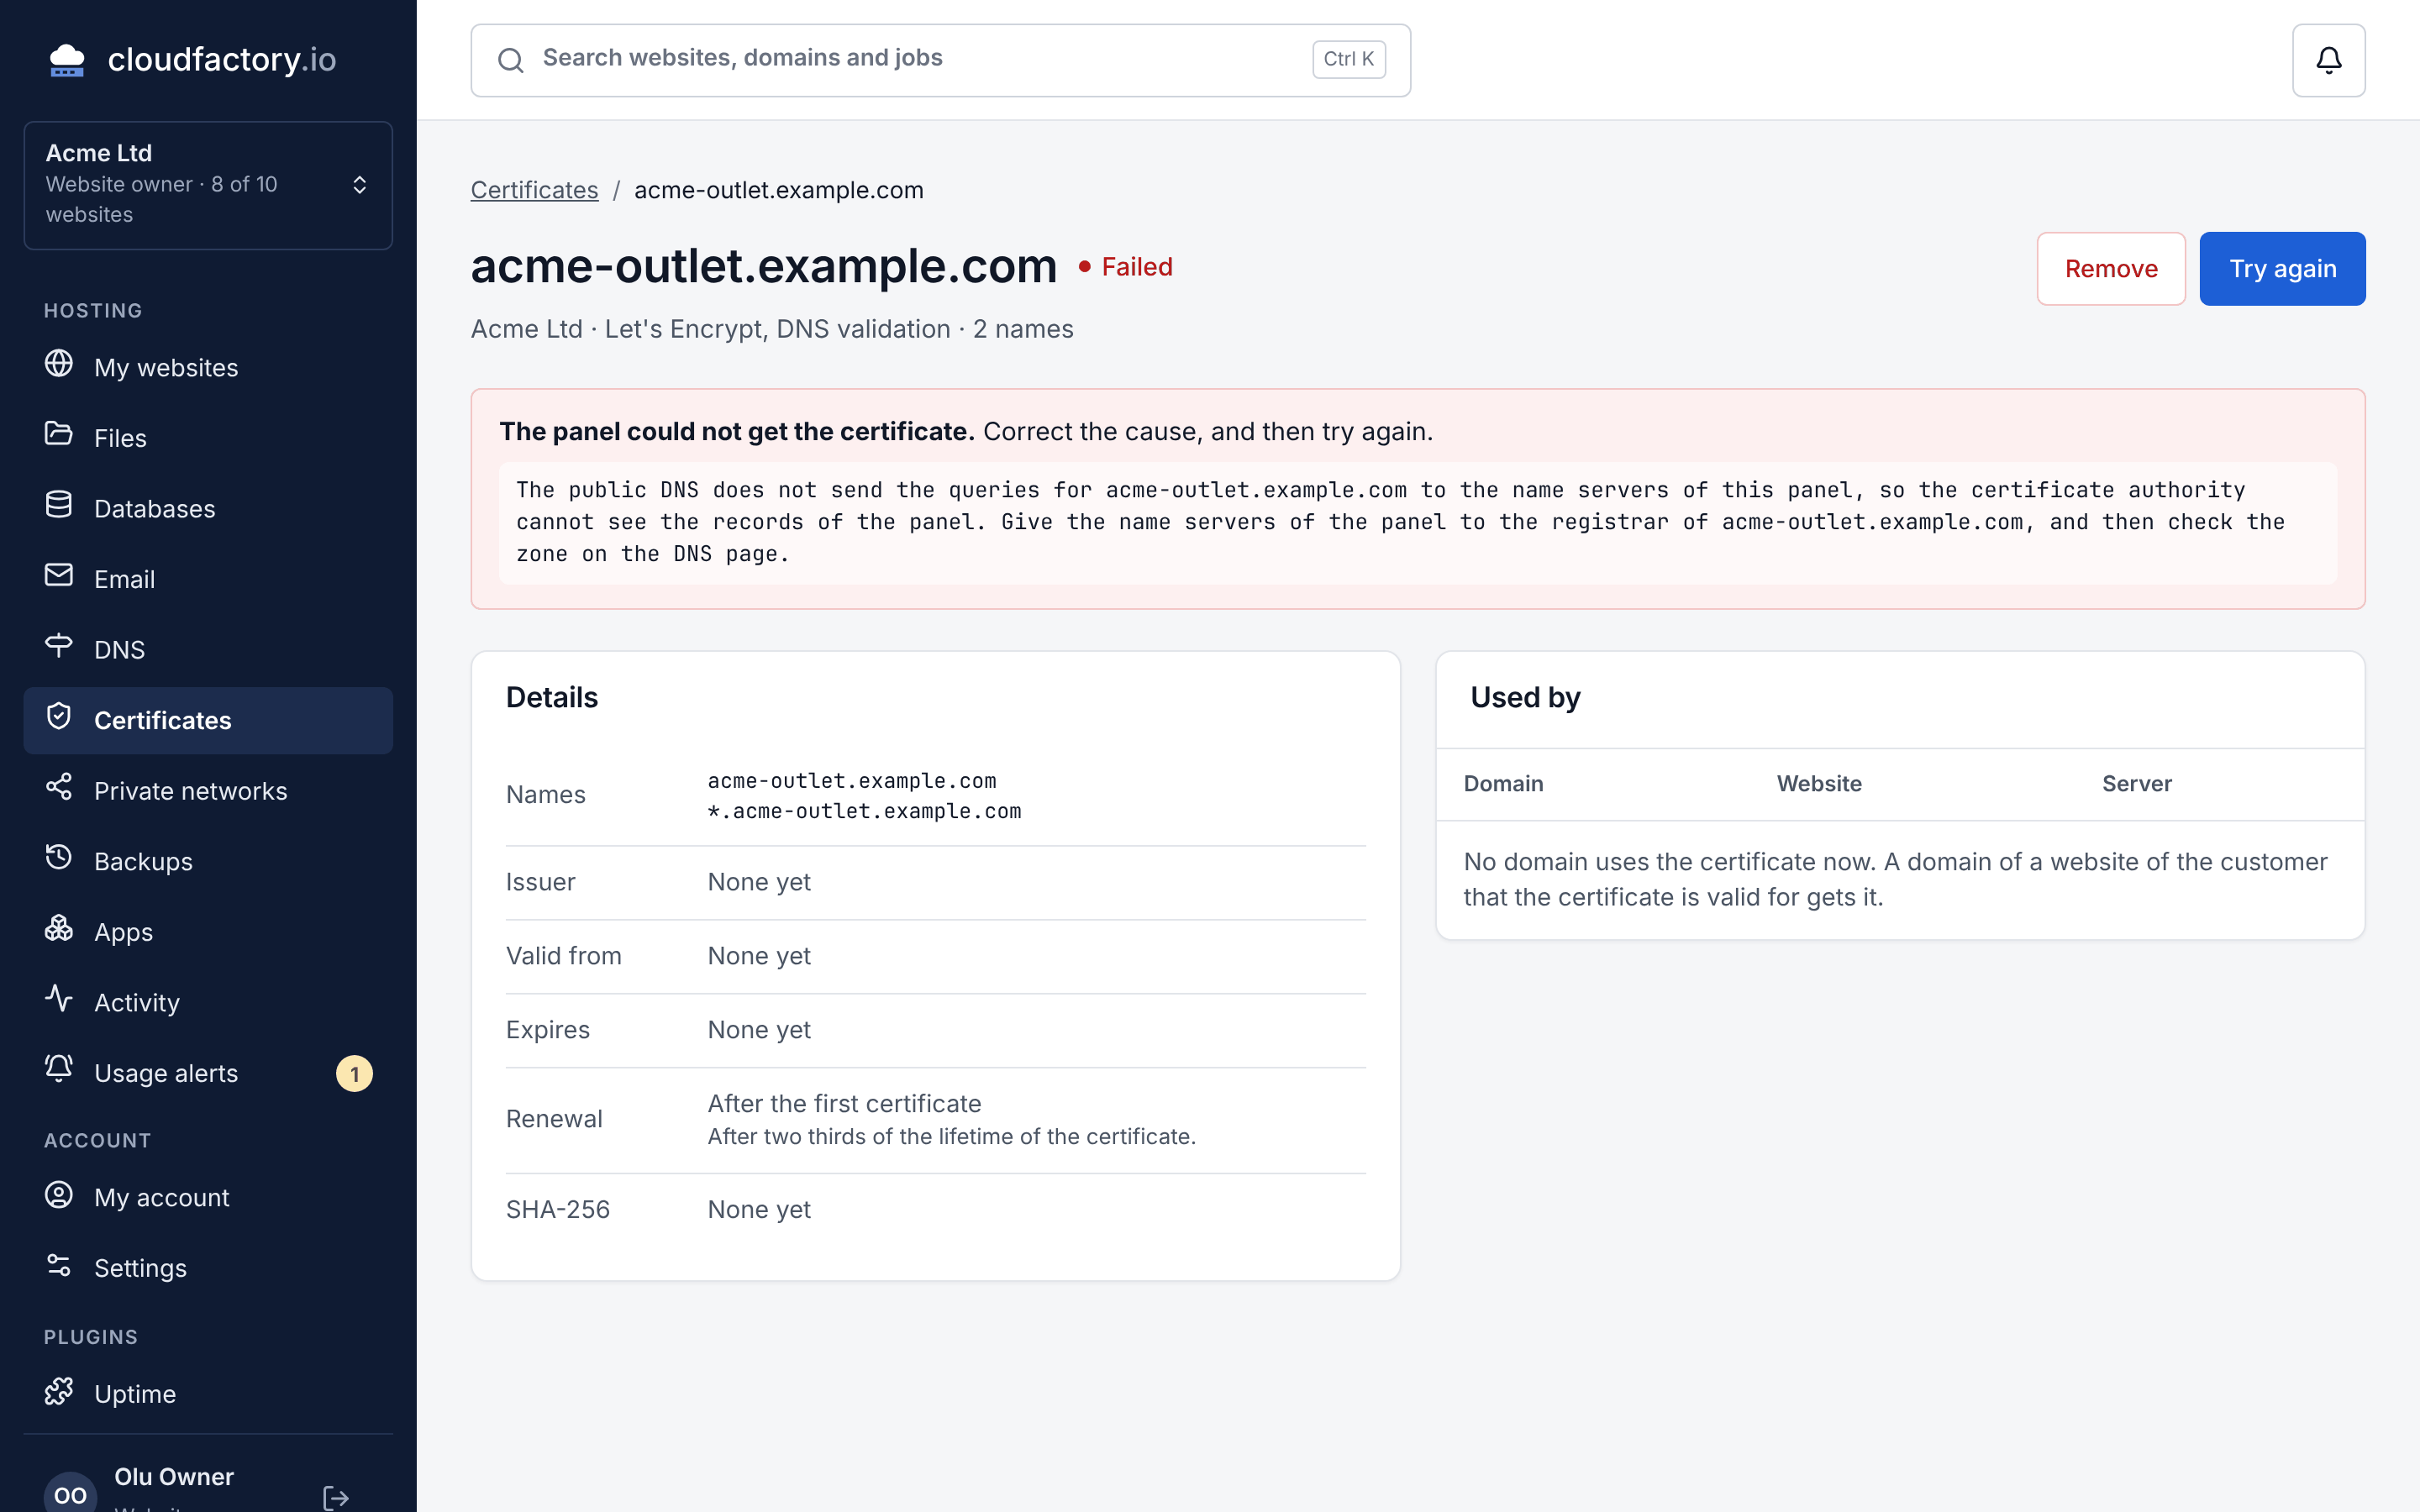 cloudfactory.io
Search websites, domains and jobs
Ctrl K
Acme Ltd
Website owner · 8 of 10
websites
HOSTING
My websites
Files
Databases
Email
DNS
Certificates
Private networks
Backups
Apps
Activity
Usage alerts
1
ACCOUNT
My account
Settings
PLUGINS
Uptime
OO
Olu Owner
Certificates / acme-outlet.example.com
acme-outlet.example.com
Failed
Remove
Try again
Acme Ltd · Let's Encrypt, DNS validation · 2 names
The panel could not get the certificate. Correct the cause, and then try again.
The public DNS does not send the queries for acme-outlet.example.com to the name servers of this panel, so the certificate authority
cannot see the records of the panel. Give the name servers of the panel to the registrar of acme-outlet.example.com, and then check the
zone on the DNS page.
Details
Names
acme-outlet.example.com
*.acme-outlet.example.com
Issuer
None yet
Valid from
None yet
Expires
None yet
Renewal
After the first certificate
After two thirds of the lifetime of the certificate.
SHA-256
None yet
Used by
Domain
Website
Server
No domain uses the certificate now. A domain of a website of the customer
that the certificate is valid for gets it.